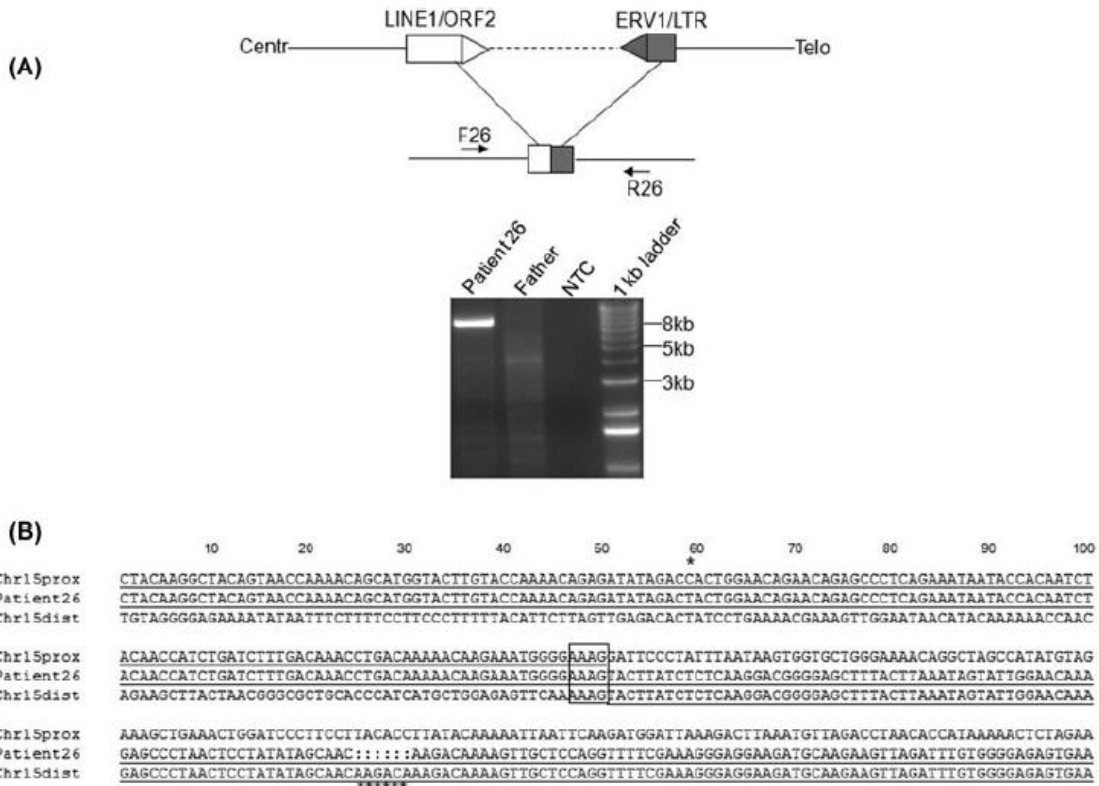 (A)
LINE1/ORF2 ERV1/LTR
Centr Telo
F26
R26
Patient 26 Father NTC 1 kb ladder
8kb
5kb
3kb
(B)
10 20 30 40 50 60 70 80 90 100
*
Chr15prox CTACAAGGCTACAGTAACCAAAACAGCATGGTACTTGTACCAAAACAGAGATATAGACCACTGGAACAGAACAGAGCCCTCAGAAATAATACCACAATCT
Patient26 CTACAAGGCTACAGTAACCAAAACAGCATGGTACTTGTACCAAAACAGAGATATAGACTACTGGAACAGAACAGAGCCCTCAGAAATAATACCACAATCT
Chr15dist TGTAGGGGAGAAAATATAATTTCTTTTCCTTCCCTTTTTACATTCTTAGTTGAGACACTATCCTGAAAACGAAAGTTGGAATAACATACAAAAAACCAAC
Chr15prox ACAACCATCTGATCTTTGACAAACCTGACAAAAACAAGAAATGGGGAAAGGATTCCCTATTTAATAAGTGGTGCTGGGAAAACAGGCTAGCCATATGTAG
Patient26 ACAACCATCTGATCTTTGACAAACCTGACAAAAACAAGAAATGGGGAAAGTACTTATCTCTCAAGGACGGGGAGCTTTACTTAAATAGTATTGGAACAAA
Chr15dist AGAAGCTTACTAACGGGCGCTGCACCCATCATGCTGGAGAGTTCAAAAAGTACTTATCTCTCAAGGACGGGGAGCTTTACTTAAATAGTATTGGAACAAA
Chr15prox AAAGCTGAAACTGGATCCCTTCCTTACACCTTATACAAAAATTAATTCAAGATGGATTAAAGACTTAAATGTTAGACCTAACACCATAAAAACTCTAGAA
Patient26 GAGCCCTAACTCCTATATAGCAAC::::::AAGACAAAAGTTGCTCCAGGTTTTCGAAAGGGAGGAAGATGCAAGAAGTTAGATTTGTGGGGAGAGTGAA
Chr15dist GAGCCCTAACTCCTATATAGCAACAAGACAAAGACAAAAGTTGCTCCAGGTTTTCGAAAGGGAGGAAGATGCAAGAAGTTAGATTTGTGGGGAGAGTGAA